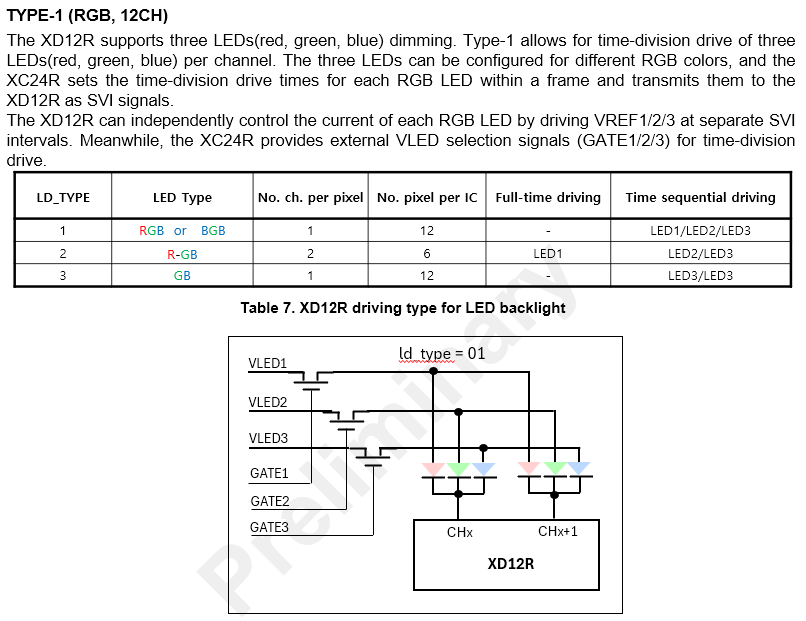 TYPE-1 (RGB, 12CH)
The XD12R supports three LEDs(red, green, blue) dimming. Type-1 allows for time-division drive of three
LEDs(red, green, blue) per channel. The three LEDs can be configured for different RGB colors, and the
XC24R sets the time-division drive times for each RGB LED within a frame and transmits them to the
XD12R as SVI signals.
The XD12R can independently control the current of each RGB LED by driving VREF1/2/3 at separate SVI
intervals. Meanwhile, the XC24R provides external VLED selection signals (GATE1/2/3) for time-division
drive.
LD_TYPE LED Type No. ch. per pixel No. pixel per IC Full-time driving Time sequential driving
1 RGB or BGB 1 12 - LED1/LED2/LED3
2 R-GB 2 6 LED1 LED2/LED3
3 GB 1 12 - LED3/LED3
Table 7. XD12R driving type for LED backlight
ld_type = 01
VLED1
VLED2
VLED3
GATE1
GATE2
GATE3
CHx CHx+1
XD12R
Preliminary